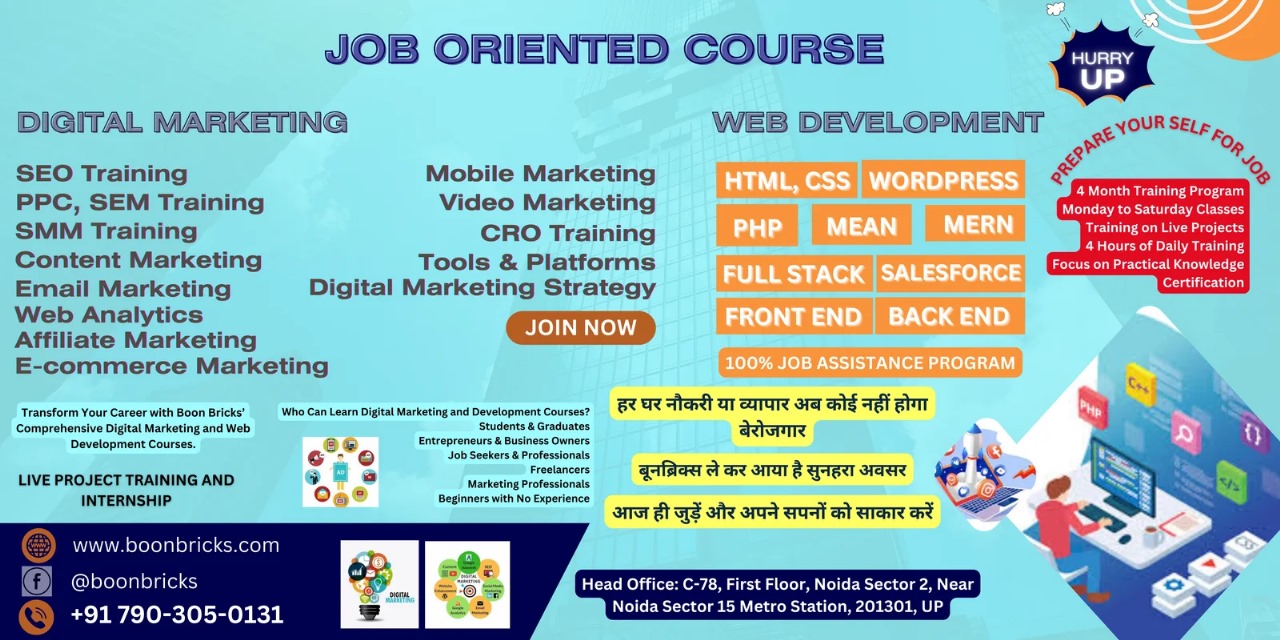 JOB ORIENTED COURSE
HURRY
UP
DIGITAL MARKETING
SEO Training
PPC, SEM Training
SMM Training
Content Marketing
Email Marketing
Web Analytics
Affiliate Marketing
E-commerce Marketing
Mobile Marketing
Video Marketing
CRO Training
Tools & Platforms
Digital Marketing Strategy
JOIN NOW
WEB DEVELOPMENT
HTML, CSS
WORDPRESS
PHP
MEAN
MERN
FULL STACK
SALESFORCE
FRONT END
BACK END
100% JOB ASSISTANCE PROGRAM
PREPARE YOUR SELF FOR JOB
4 Month Training Program
Monday to Saturday Classes
Training on Live Projects
4 Hours of Daily Training
Focus on Practical Knowledge
Certification
Transform Your Career with Boon Bricks'
Comprehensive Digital Marketing and Web
Development Courses.
LIVE PROJECT TRAINING AND
INTERNSHIP
Who Can Learn Digital Marketing and Development Courses?
Students & Graduates
Entrepreneurs & Business Owners
Job Seekers & Professionals
Freelancers
Marketing Professionals
Beginners with No Experience
AD
हर घर नौकरी या व्यापार अब कोई नहीं होगा
बेरोजगार
बूनब्रिक्स ले कर आया है सुनहरा अवसर
आज ही जुड़ें और अपने सपनों को साकार करें
PHP
C++
{}
</>
CSS
www.boonbricks.com
@boonbricks
+91 790-305-0131
DIGITAL
MARKETING
DIGITAL
MARKETING
Head Office: C-78, First Floor, Noida Sector 2, Near
Noida Sector 15 Metro Station, 201301, UP